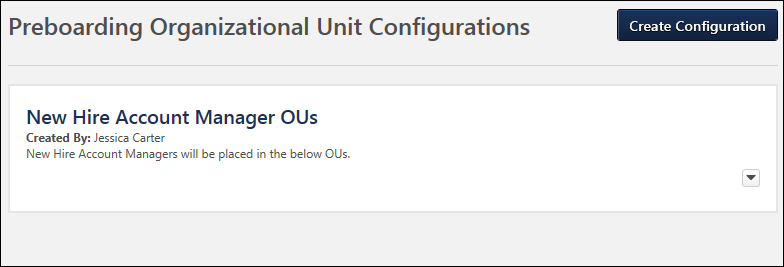 Preboarding Organizational Unit Configurations
Create Configuration
New Hire Account Manager OUs
Created By: Jessica Carter
New Hire Account Managers will be placed in the below OUs.